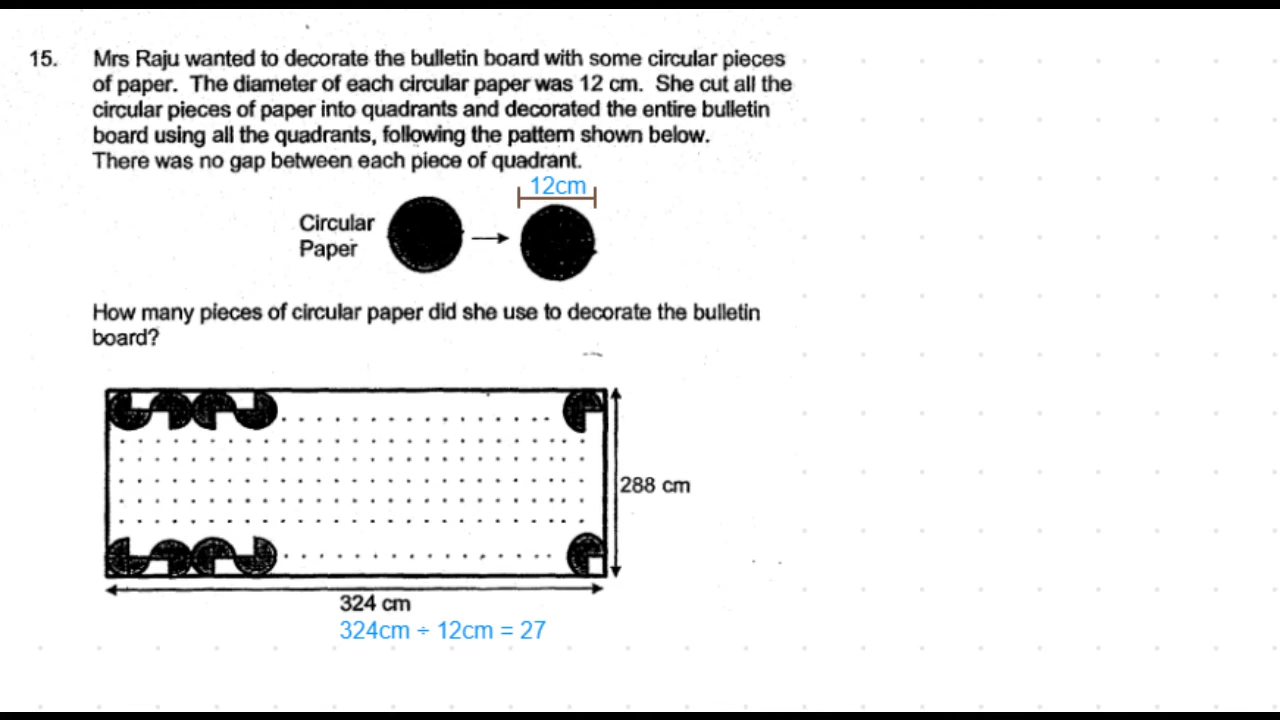 15. Mrs Raju wanted to decorate the bulletin board with some circular pieces
of paper. The diameter of each circular paper was 12 cm. She cut all the
circular pieces of paper into quadrants and decorated the entire bulletin
board using all the quadrants, following the pattern shown below.
There was no gap between each piece of quadrant.
12cm
Circular
Paper
How many pieces of circular paper did she use to decorate the bulletin
board?
288 cm
324 cm
324cm ÷ 12cm = 27